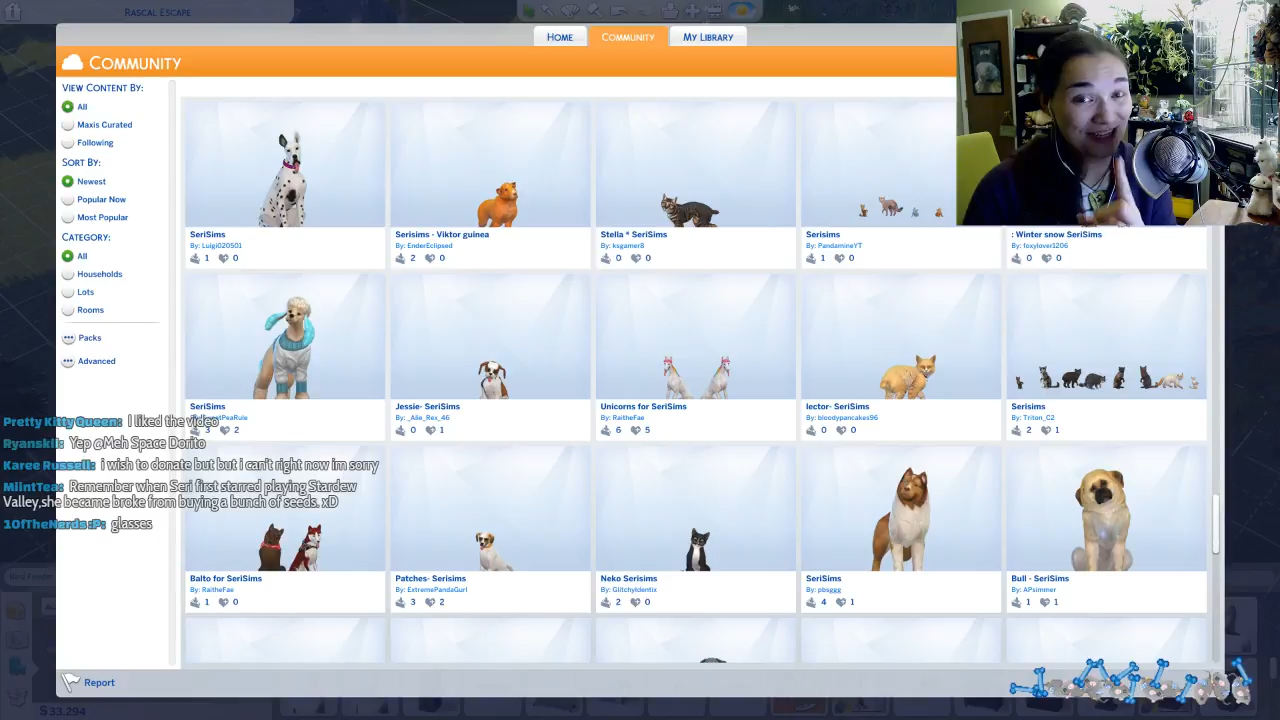 RASCAL ESCAPE
HOME
COMMUNITY
MY LIBRARY
COMMUNITY
VIEW CONTENT BY:
All
Maxis Curated
Following
SORT BY:
Newest
Popular Now
Most Popular
CATEGORY:
All
Households
Lots
Rooms
Packs
Advanced
SeriSims
By: Luigi020501
1 0
Serisims - Viktor guinea
By: EnderEclipsed
2 0
Stella * SeriSims
By: ksgamer8
0 0
Serisims
By: PandamineYT
1 0
: Winter snow SeriSims
By: foxylover1206
0 0
SeriSims
3 2
Jessie- SeriSims
By: _Alie_Rex_46
0 1
Unicorns for SeriSims
By: RaitheFae
6 5
lector- SeriSims
By: bloodypancakes96
0 0
Serisims
By: Triton_C2
2 1
Pretty Kitty Queen: I liked the video
Ryanskii: Yep @Meh Space Dorito
Karee Russell: i wish to donate but but i can't right now im sorry
MiintTea: Remember when Seri first starred playing Stardew
Valley,she became broke from buying a bunch of seeds. xD
10fTheNerds :P: glasses
Balto for SeriSims
By: RaitheFae
1 0
Patches- Serisims
By: ExtremePandaGurl
3 2
Neko Serisims
By: GlitchyIdentix
2 0
SeriSims
By: pbsggg
4 1
Bull - SeriSims
By: APsimmer
1 1
Report
§33,294